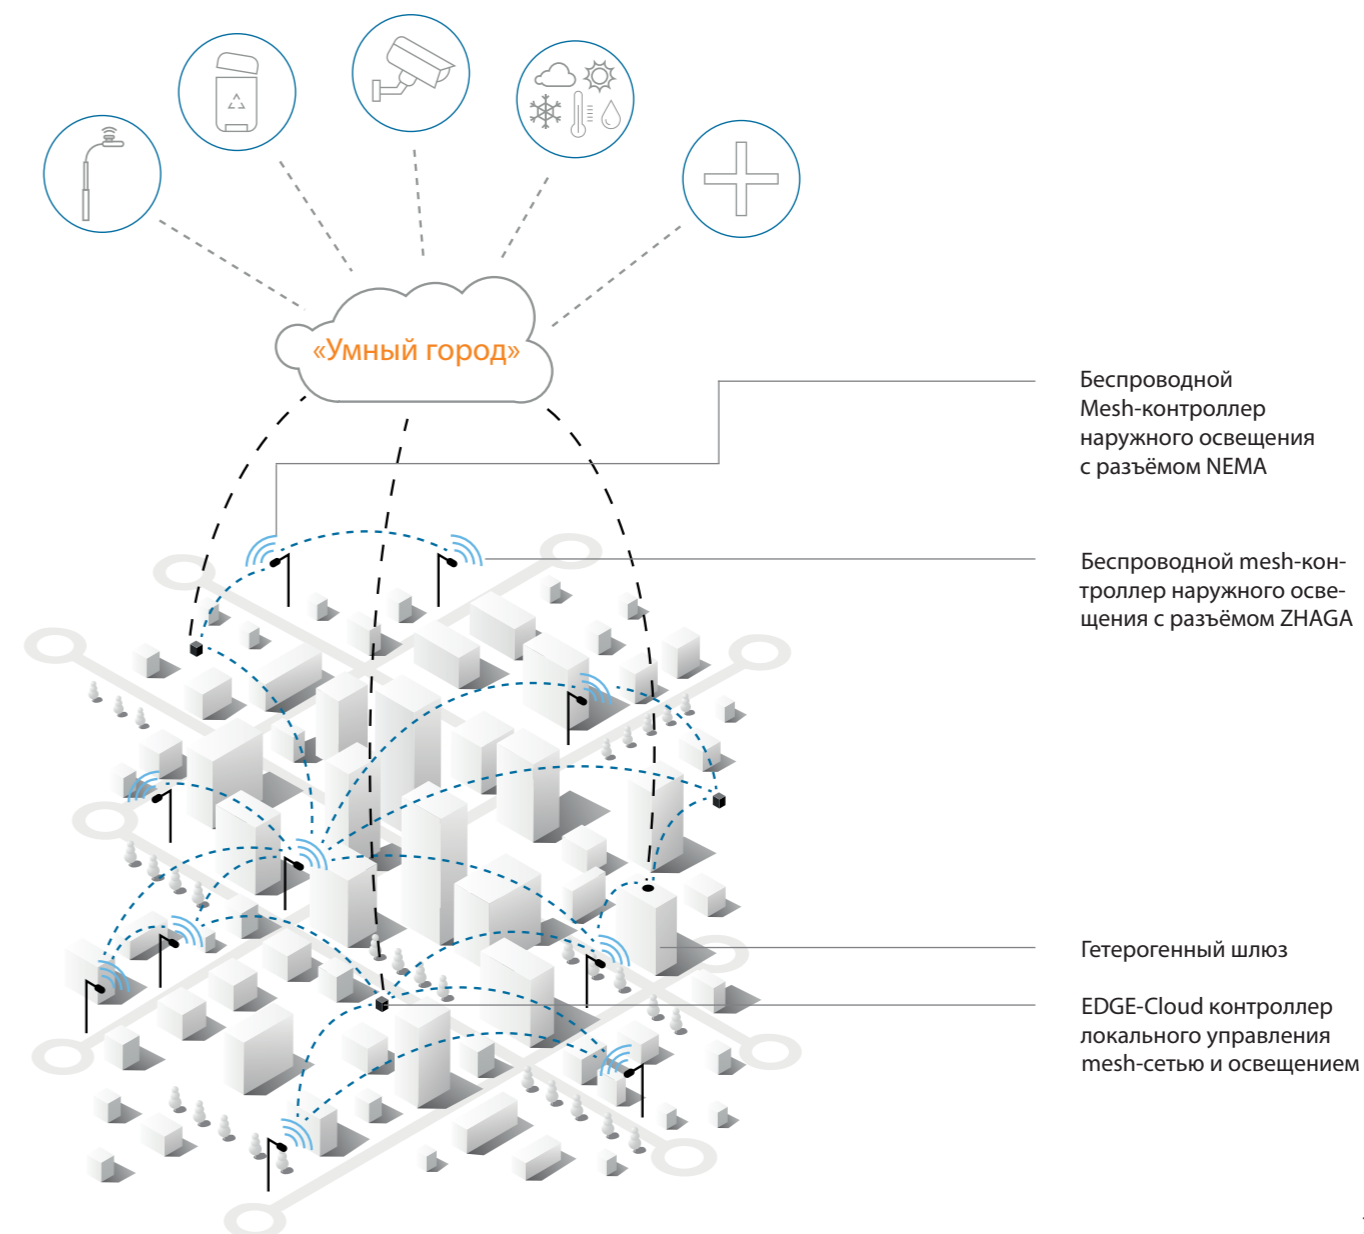 «Умный город»
Беспроводной
Mesh-контроллер
наружного освещения
с разъёмом NEMA
Беспроводной mesh-кон-
троллер наружного осве-
щения с разъёмом ZHAGA
Гетерогенный шлюз
EDGE-Cloud контроллер
локального управления
mesh-сетью и освещением